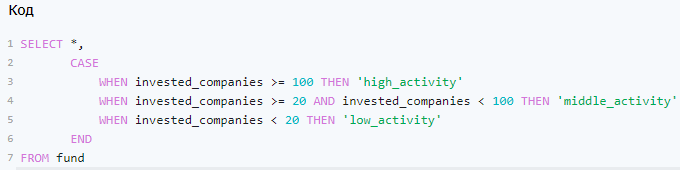 Код
1 SELECT *,
2 CASE
3 WHEN invested_companies >= 100 THEN 'high_activity'
4 WHEN invested_companies >= 20 AND invested_companies < 100 THEN 'middle_activity'
5 WHEN invested_companies < 20 THEN 'low_activity'
6 END
7 FROM fund